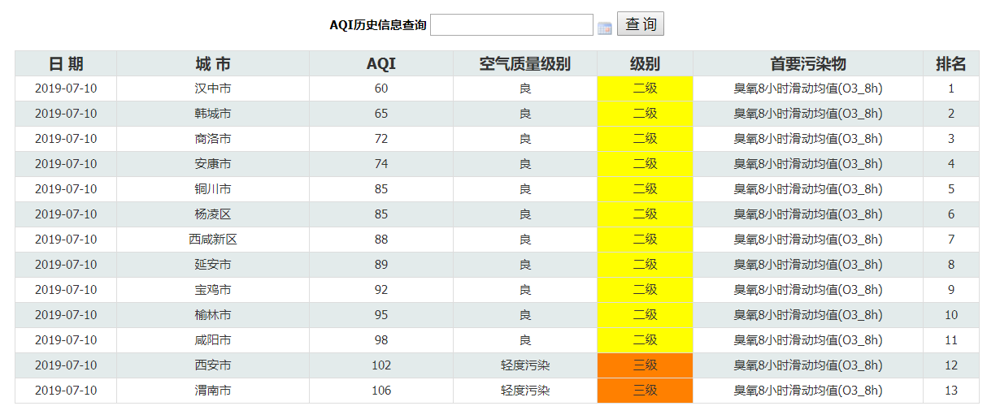 AQI历史信息查询 查 询
日 期 城 市 AQI 空气质量级别 级别 首要污染物 排名
2019-07-10 汉中市 60 良 二级 臭氧8小时滑动均值(O3_8h) 1
2019-07-10 韩城市 65 良 二级 臭氧8小时滑动均值(O3_8h) 2
2019-07-10 商洛市 72 良 二级 臭氧8小时滑动均值(O3_8h) 3
2019-07-10 安康市 74 良 二级 臭氧8小时滑动均值(O3_8h) 4
2019-07-10 铜川市 85 良 二级 臭氧8小时滑动均值(O3_8h) 5
2019-07-10 杨凌区 85 良 二级 臭氧8小时滑动均值(O3_8h) 6
2019-07-10 西咸新区 88 良 二级 臭氧8小时滑动均值(O3_8h) 7
2019-07-10 延安市 89 良 二级 臭氧8小时滑动均值(O3_8h) 8
2019-07-10 宝鸡市 92 良 二级 臭氧8小时滑动均值(O3_8h) 9
2019-07-10 榆林市 95 良 二级 臭氧8小时滑动均值(O3_8h) 10
2019-07-10 咸阳市 98 良 二级 臭氧8小时滑动均值(O3_8h) 11
2019-07-10 西安市 102 轻度污染 三级 臭氧8小时滑动均值(O3_8h) 12
2019-07-10 渭南市 106 轻度污染 三级 臭氧8小时滑动均值(O3_8h) 13